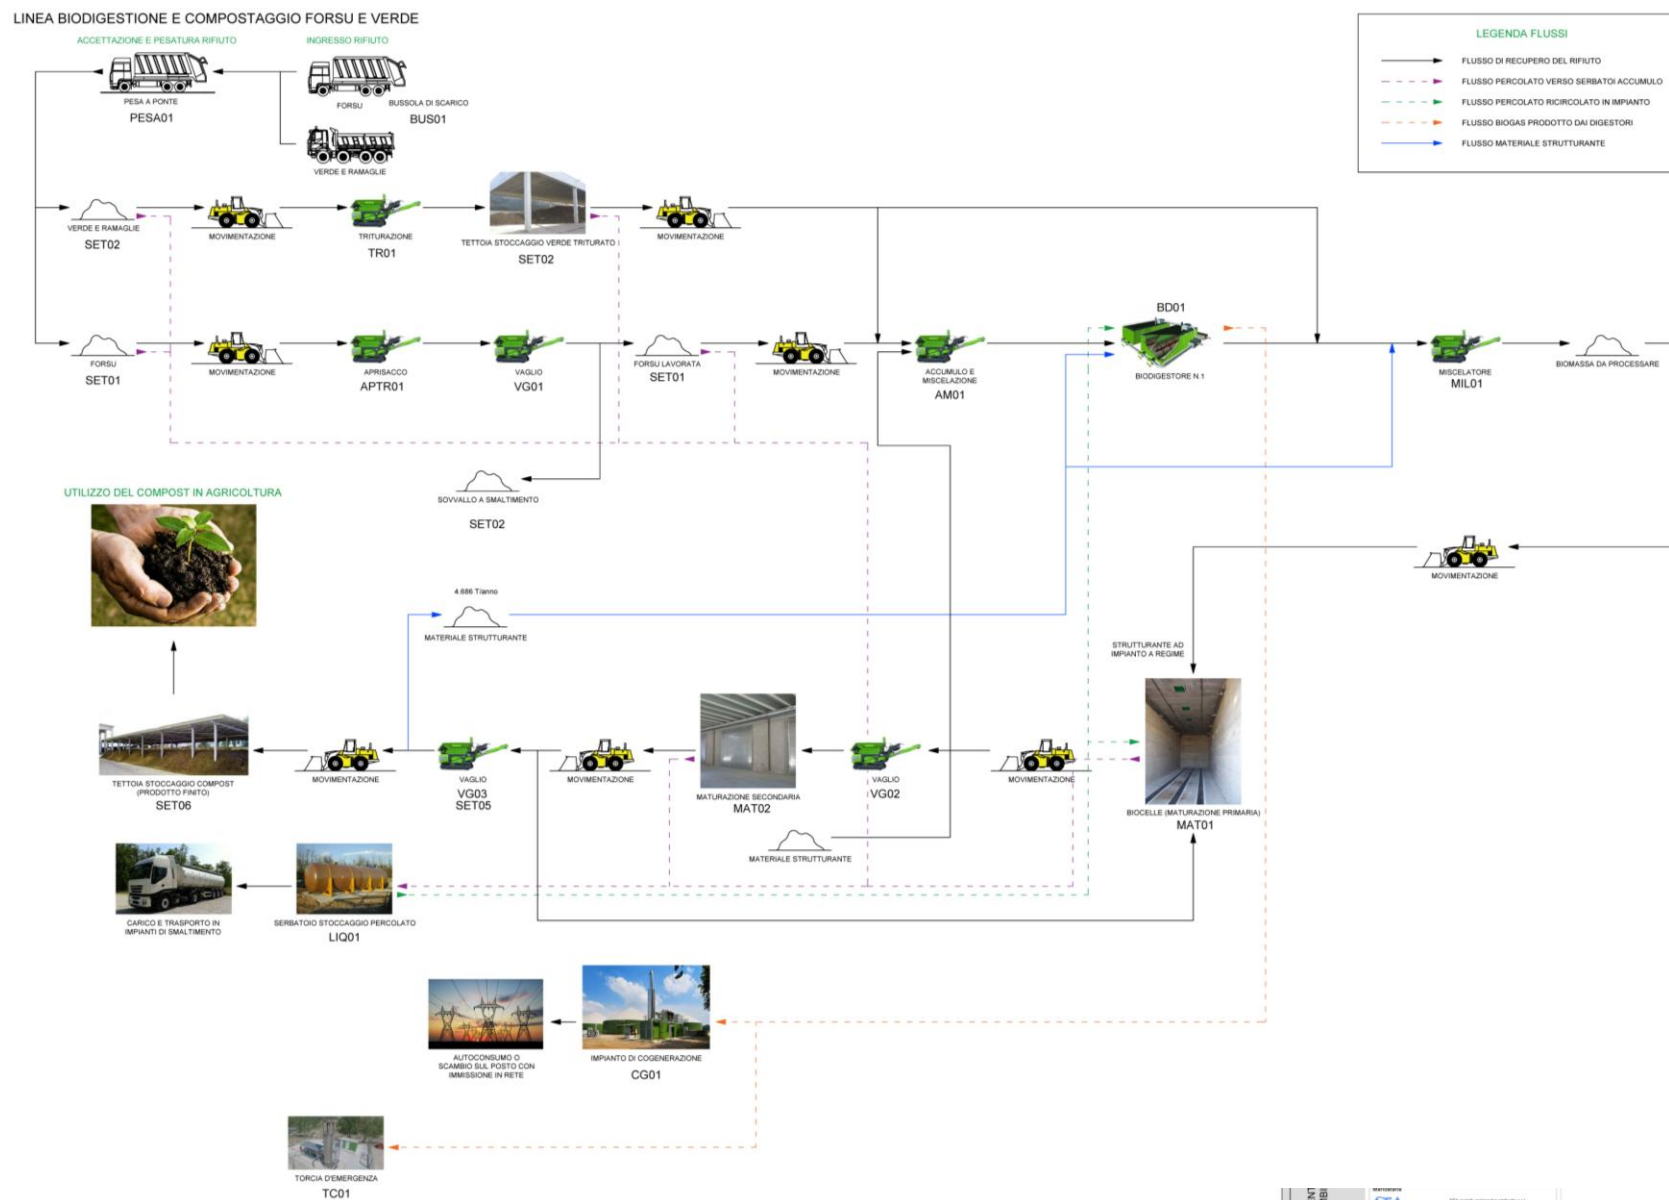 LINEA BIODIGESTIONE E COMPOSTAGGIO FORSU E VERDE
ACCETTAZIONE E PESATURA RIFIUTO
INGRESSO RIFIUTO
PESA A PONTE
PESA01
FORSU
BUSSOLA DI SCARICO
BUS01
VERDE E RAMAGLIE
LEGENDA FLUSSI
FLUSSO DI RECUPERO DEL RIFIUTO
FLUSSO PERCOLATO VERSO SERBATOI ACCUMULO
FLUSSO PERCOLATO RICIRCOLATO IN IMPIANTO
FLUSSO BIOGAS PRODOTTO DAI DIGESTORI
FLUSSO MATERIALE STRUTTURANTE
VERDE E RAMAGLIE
SET02
MOVIMENTAZIONE
TRITURAZIONE
TR01
TETTOIA STOCCAGGIO VERDE TRITURATO
SET02
MOVIMENTAZIONE
FORSU
SET01
MOVIMENTAZIONE
APRISACCO
APTR01
VAGLIO
VG01
FORSU LAVORATA
SET01
MOVIMENTAZIONE
ACCUMULO E
MISCELAZIONE
AM01
BD01
BIODIGESTORE N.1
MISCELATORE
MIL01
BIOMASSA DA PROCESSARE
SOVVALLO A SMALTIMENTO
SET02
UTILIZZO DEL COMPOST IN AGRICOLTURA
MOVIMENTAZIONE
4.686 T/anno
MATERIALE STRUTTURANTE
STRUTTURANTE AD
IMPIANTO A REGIME
TETTOIA STOCCAGGIO COMPOST
(PRODOTTO FINITO)
SET06
MOVIMENTAZIONE
VAGLIO
VG03
SET05
MOVIMENTAZIONE
MATURAZIONE SECONDARIA
MAT02
VAGLIO
VG02
MOVIMENTAZIONE
BIOCELLE (MATURAZIONE PRIMARIA)
MAT01
MATERIALE STRUTTURANTE
CARICO E TRASPORTO IN
IMPIANTI DI SMALTIMENTO
SERBATOIO STOCCAGGIO PERCOLATO
LIQ01
AUTOCONSUMO O
SCAMBIO SUL POSTO CON
IMMISSIONE IN RETE
IMPIANTO DI COGENERAZIONE
CG01
TORCIA D'EMERGENZA
TC01